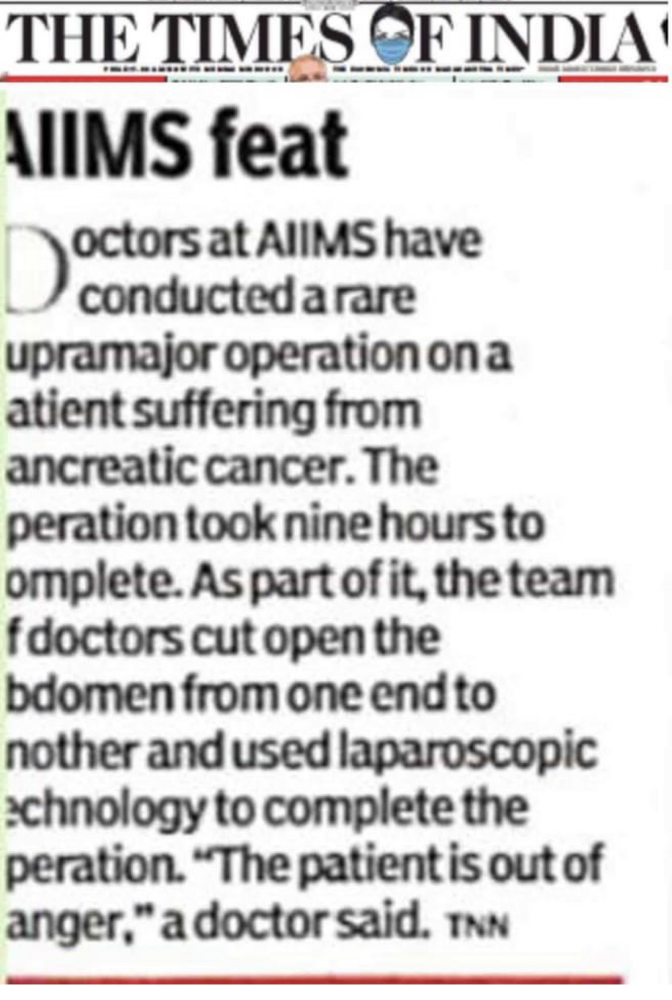 THE TIMES OF INDIA
AIIMS feat
Doctors at AIIMS have
conducted a rare
upramajor operation on a
atient suffering from
ancreatic cancer. The
peration took nine hours to
omplete. As part of it, the team
f doctors cut open the
bdomen from one end to
nother and used laparoscopic
echnology to complete the
peration. “The patient is out of
anger,” a doctor said. TNN